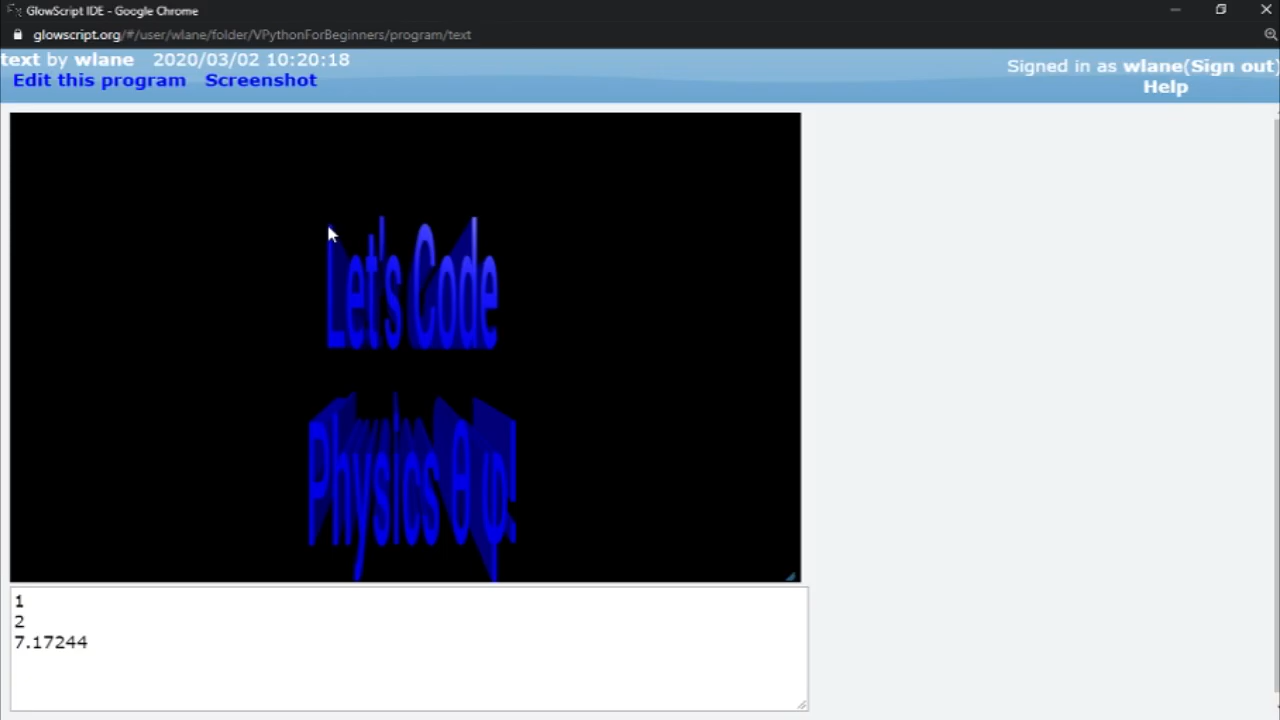 GlowScript IDE - Google Chrome
glowscript.org/#/user/wlane/folder/VPythonForBeginners/program/text
text by wlane 2020/03/02 10:20:18
Signed in as wlane(Sign out)
Edit this program Screenshot
Help
Let's Code
Physics θ φ!
1
2
7.17244